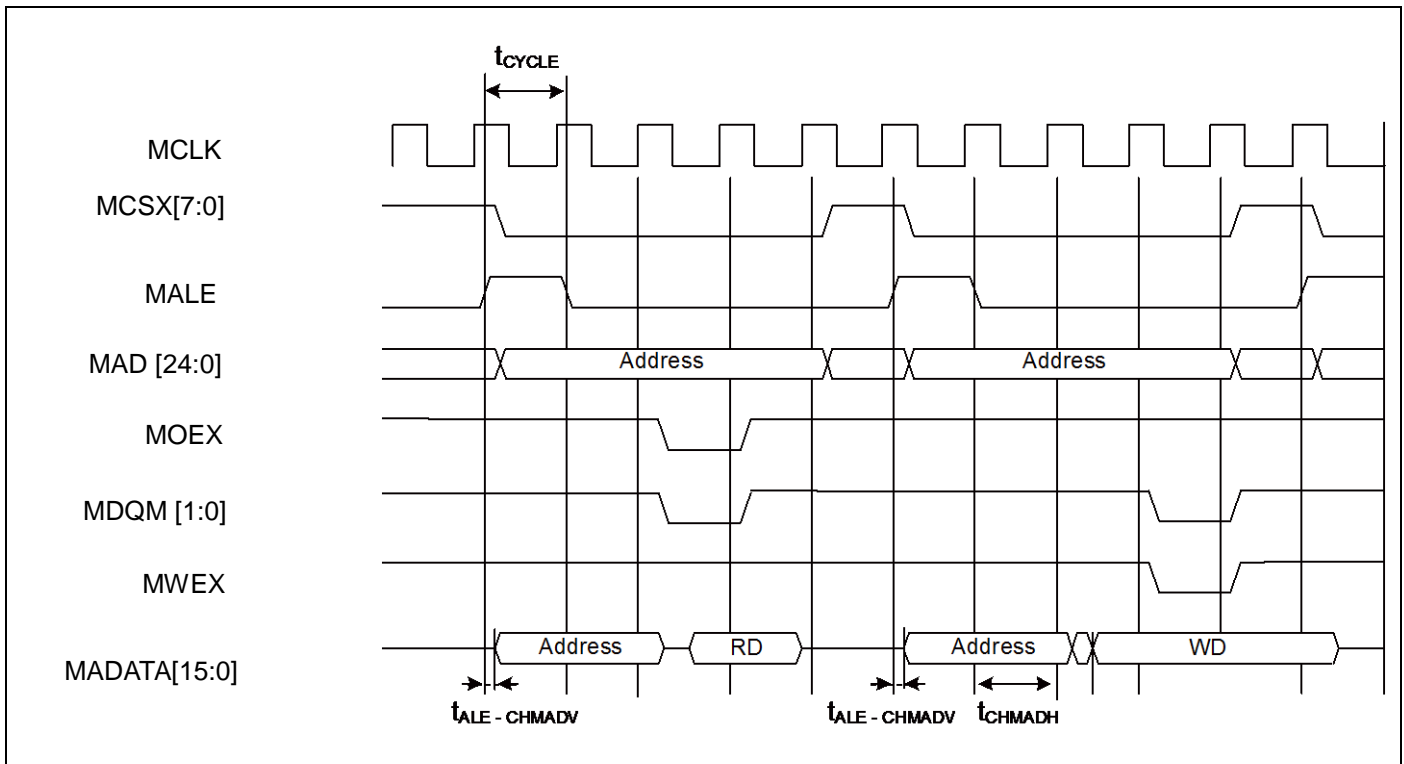 tCYCLE
MCLK
MCSX[7:0]
MALE
MAD [24:0]
Address
Address
MOEX
MDQM [1:0]
MWEX
MADATA[15:0]
Address
RD
Address
WD
tALE - CHMADV
tALE - CHMADV
tCHMADH